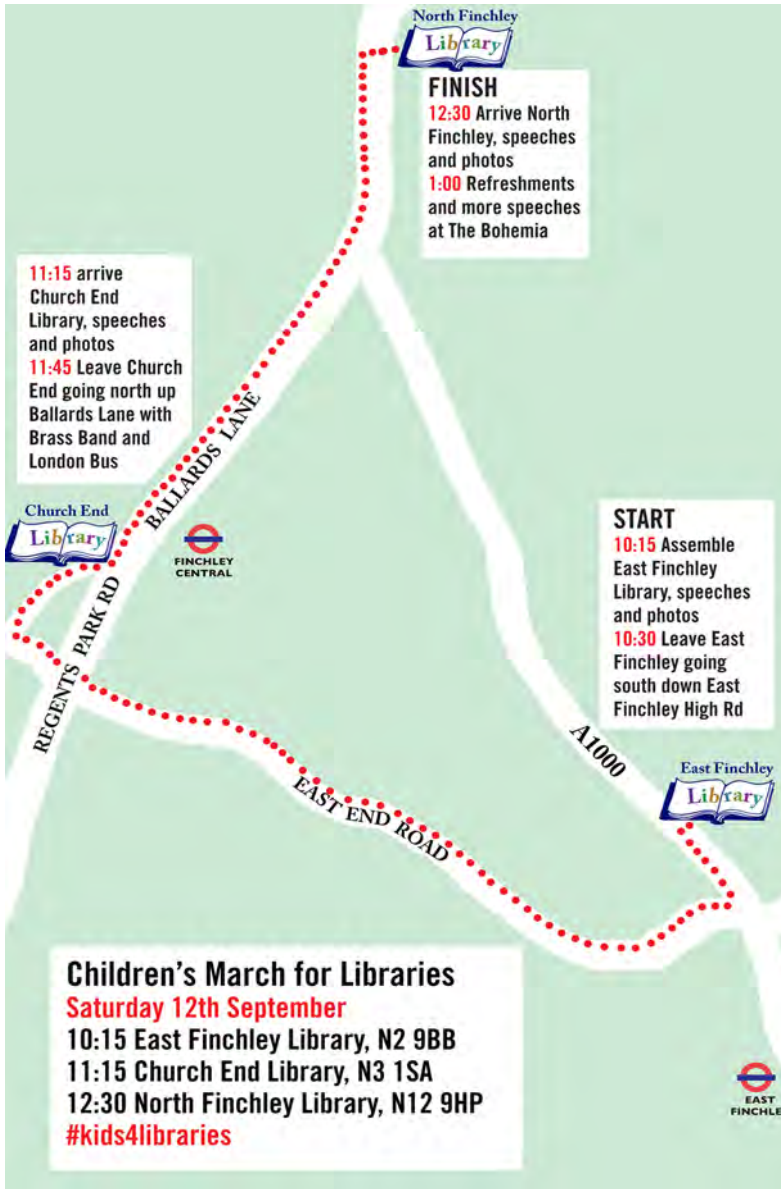 North Finchley
Library
FINISH
12:30 Arrive North
Finchley, speeches
and photos
1:00 Refreshments
and more speeches
at The Bohemia
11:15 arrive
Church End
Library, speeches
and photos
11:45 Leave Church
End going north up
Ballards Lane with
Brass Band and
London Bus
BALLARDS LANE
Church End
Library
FINCHLEY
CENTRAL
REGENTS PARK RD
START
10:15 Assemble
East Finchley
Library, speeches
and photos
10:30 Leave East
Finchley going
south down East
Finchley High Rd
A1000
East Finchley
Library
EAST END ROAD
Children's March for Libraries
Saturday 12th September
10:15 East Finchley Library, N2 9BB
11:15 Church End Library, N3 1SA
12:30 North Finchley Library, N12 9HP
#kids4libraries
EAST
FINCHLE